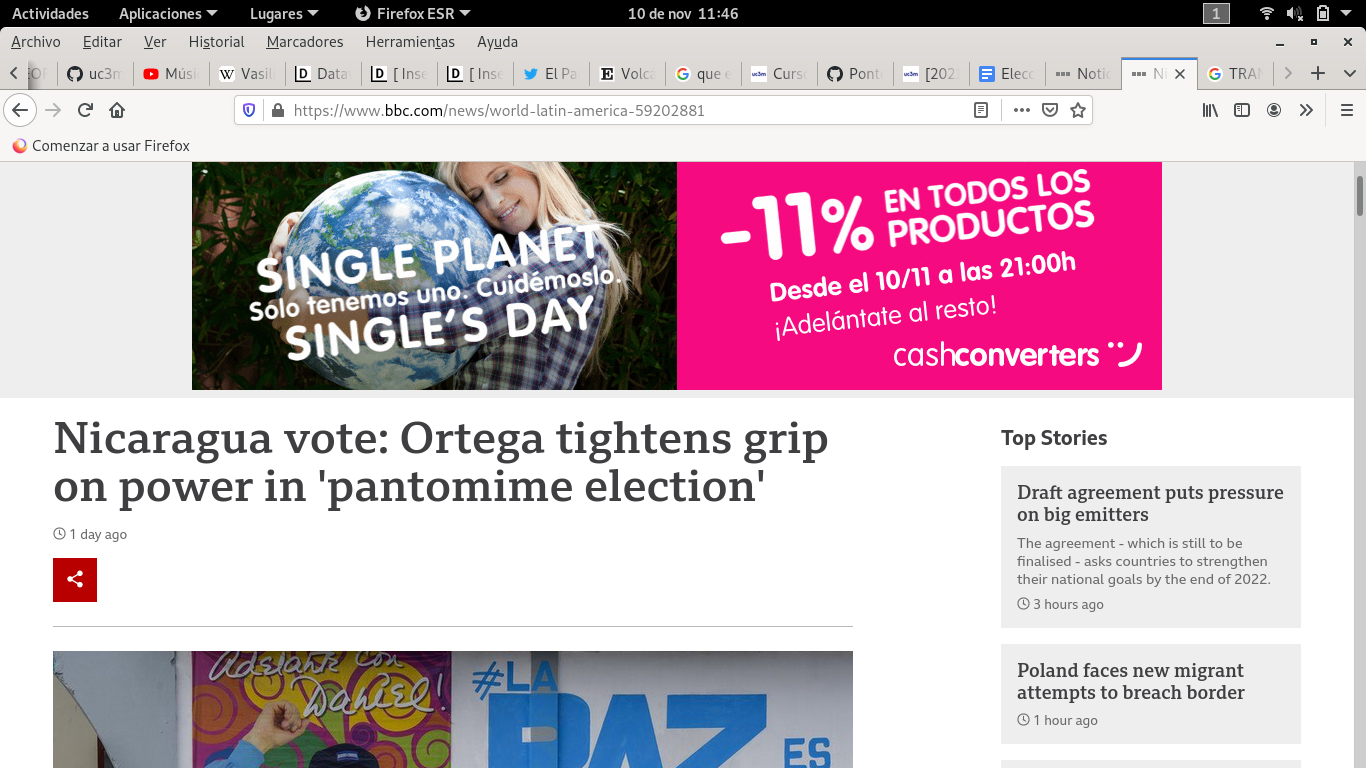 Actividades Aplicaciones Lugares Firefox ESR 10 de nov 11:46 1
Archivo Editar Ver Historial Marcadores Herramientas Ayuda
uc3m Músi Vasil Data [ Inse [ Inse El Pa Volca que e Curso Ponte [202 Elecc Notic Ni TRA
https://www.bbc.com/news/world-latin-america-59202881
Comenzar a usar Firefox
SINGLE PLANET
Solo tenemos uno. Cuidémoslo.
SINGLE'S DAY
-11% EN TODOS LOS
PRODUCTOS
Desde el 10/11 a las 21:00h
¡Adelántate al resto!
cashconverters
Nicaragua vote: Ortega tightens grip
on power in 'pantomime election'
1 day ago
Adelante con
Daniel!
#LA
PAZ
ES
Top Stories
Draft agreement puts pressure
on big emitters
The agreement - which is still to be
finalised - asks countries to strengthen
their national goals by the end of 2022.
3 hours ago
Poland faces new migrant
attempts to breach border
1 hour ago